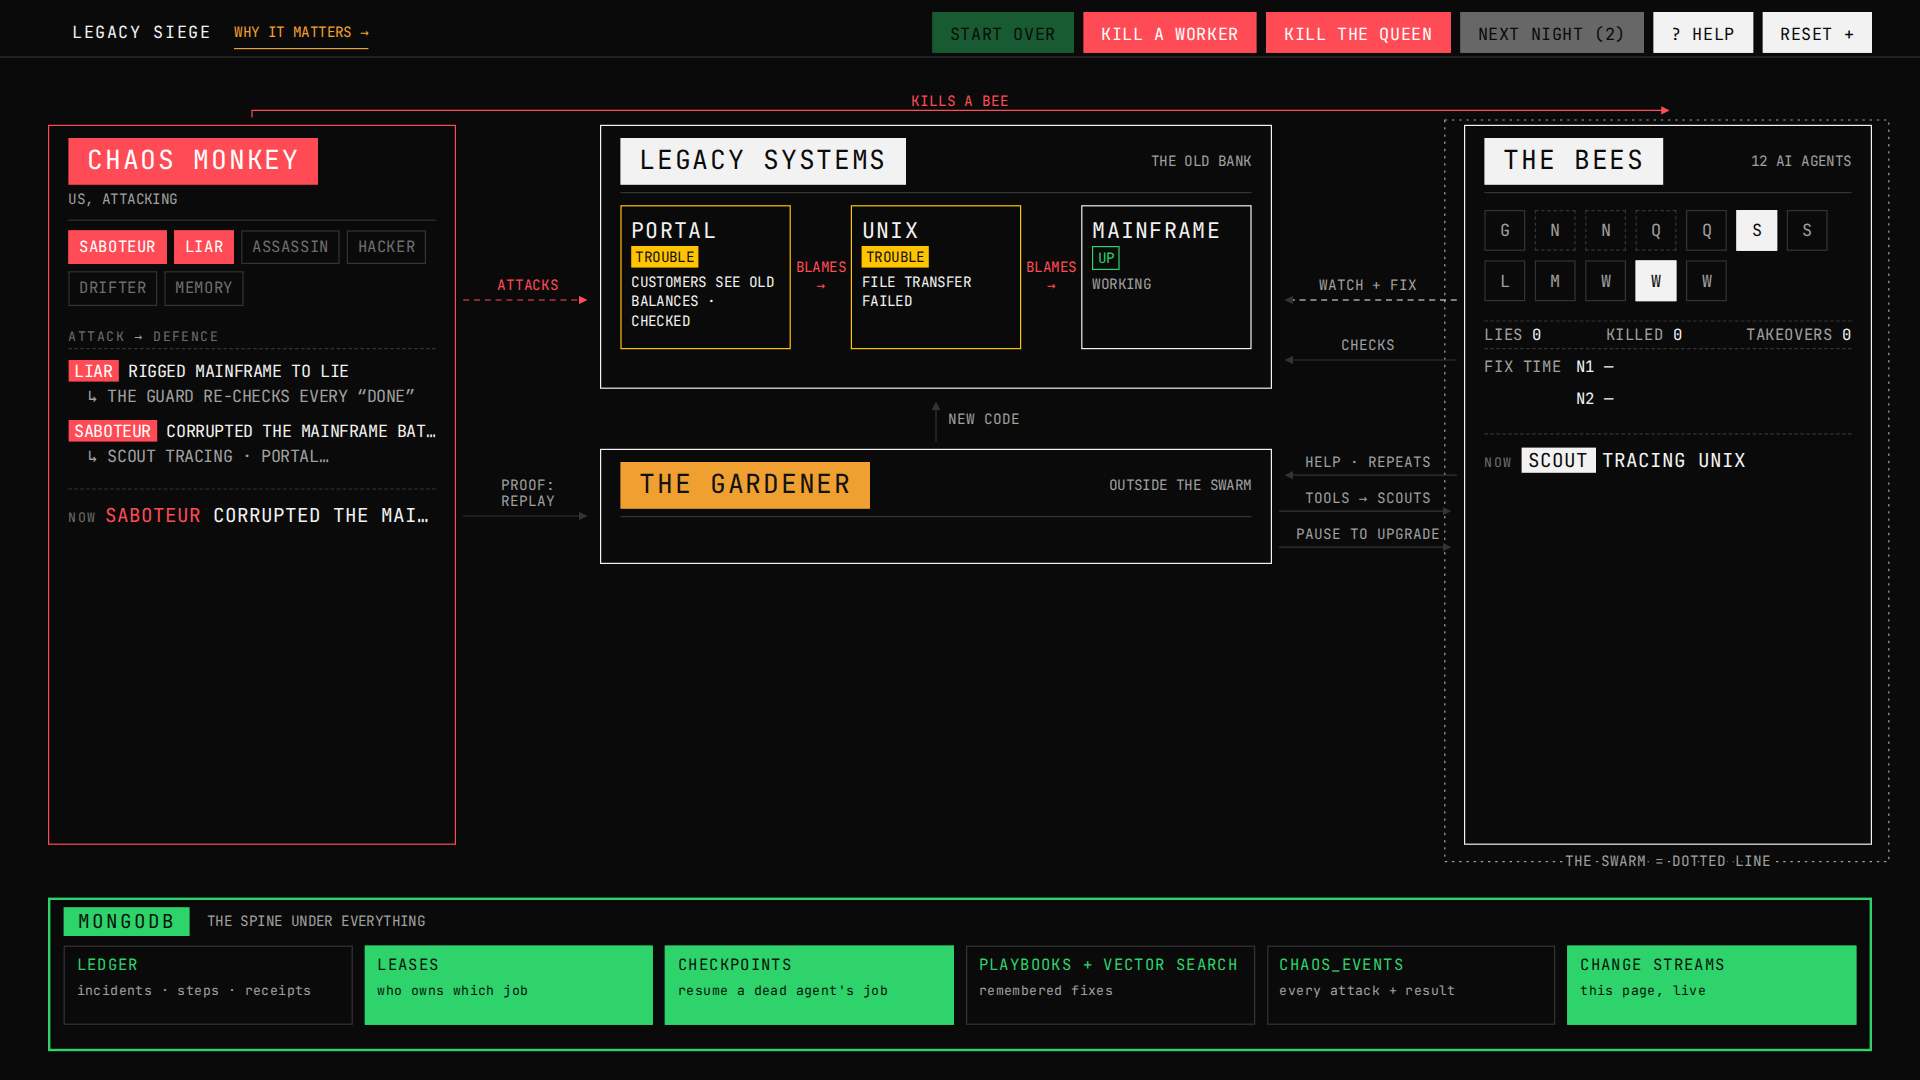 LEGACY SIEGE
WHY IT MATTERS →
START OVER
KILL A WORKER
KILL THE QUEEN
NEXT NIGHT (2)
? HELP
RESET +
KILLS A BEE
CHAOS MONKEY
US, ATTACKING
SABOTEUR
LIAR
ASSASSIN
HACKER
DRIFTER
MEMORY
ATTACK → DEFENCE
LIAR RIGGED MAINFRAME TO LIE
↳ THE GUARD RE-CHECKS EVERY “DONE”
SABOTEUR CORRUPTED THE MAINFRAME BAT…
↳ SCOUT TRACING · PORTAL…
NOW SABOTEUR CORRUPTED THE MAI…
ATTACKS
PROOF:
REPLAY
LEGACY SYSTEMS
THE OLD BANK
PORTAL
TROUBLE
CUSTOMERS SEE OLD
BALANCES ·
CHECKED
BLAMES
→
UNIX
TROUBLE
FILE TRANSFER
FAILED
BLAMES
→
MAINFRAME
UP
WORKING
NEW CODE
THE GARDENER
OUTSIDE THE SWARM
WATCH + FIX
CHECKS
HELP · REPEATS
TOOLS → SCOUTS
PAUSE TO UPGRADE
THE BEES
12 AI AGENTS
G N N Q Q S S
L M W W W
LIES 0 KILLED 0 TAKEOVERS 0
FIX TIME N1 —
N2 —
NOW SCOUT TRACING UNIX
THE SWARM = DOTTED LINE
MONGODB
THE SPINE UNDER EVERYTHING
LEDGER
incidents · steps · receipts
LEASES
who owns which job
CHECKPOINTS
resume a dead agent's job
PLAYBOOKS + VECTOR SEARCH
remembered fixes
CHAOS_EVENTS
every attack + result
CHANGE STREAMS
this page, live